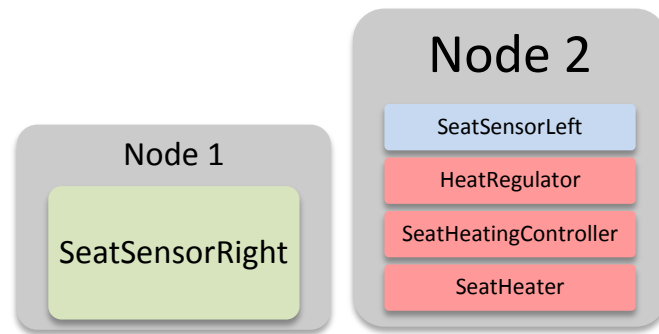 Node 1
SeatSensorRight
Node 2
SeatSensorLeft
HeatRegulator
SeatHeatingController
SeatHeater